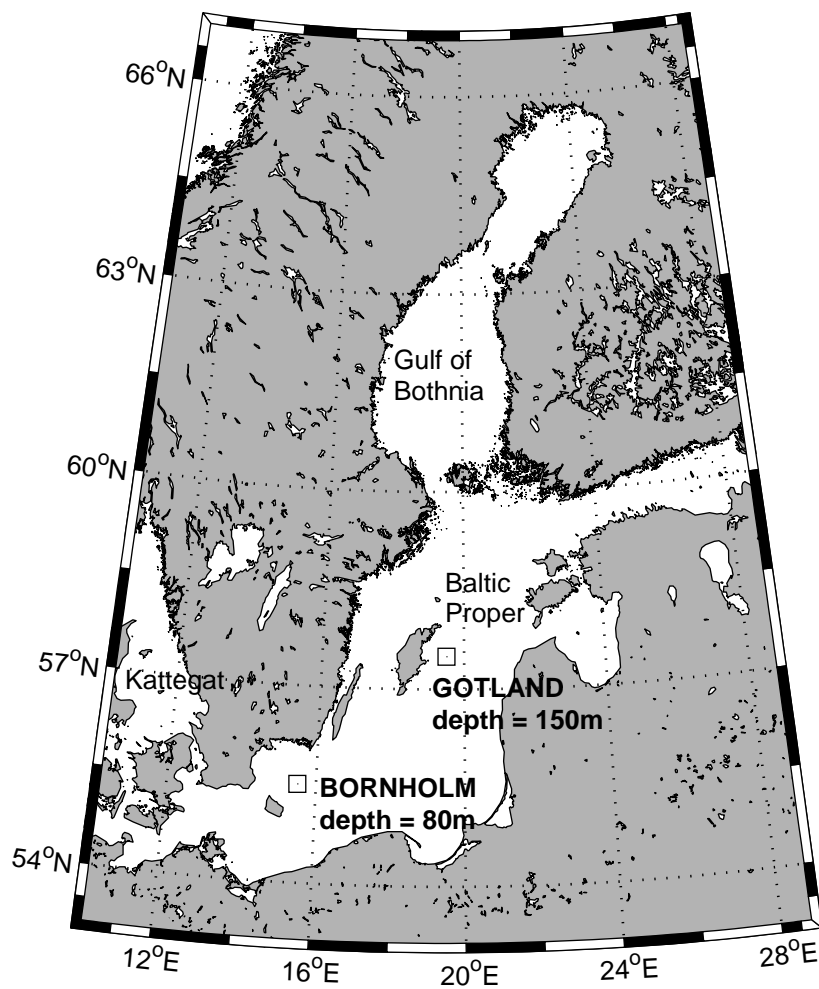 66°N
63°N
Gulf of
Bothnia
60°N
Baltic
Proper
57°N
Kattegat
GOTLAND
depth = 150m
BORNHOLM
depth = 80m
54°N
12°E
16°E
20°E
24°E
28°E